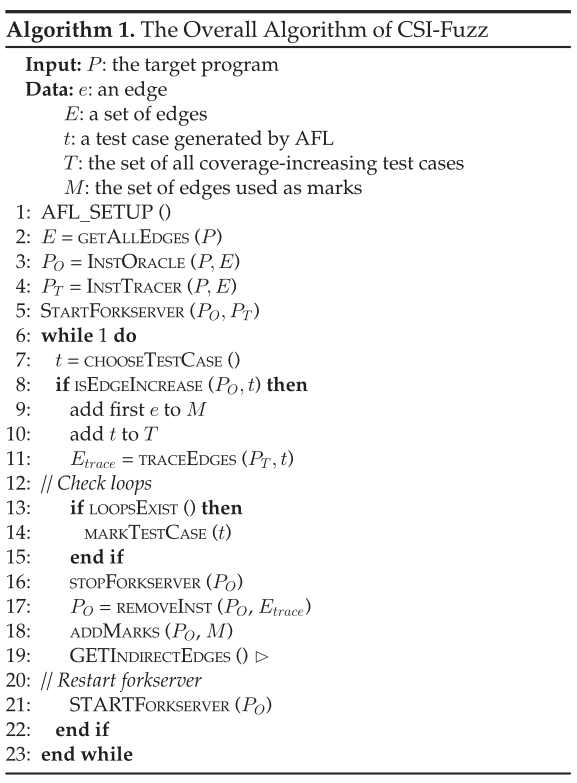 Algorithm 1. The Overall Algorithm of CSI-Fuzz
Input: P: the target program
Data: e: an edge
E: a set of edges
t: a test case generated by AFL
T: the set of all coverage-increasing test cases
M: the set of edges used as marks
1: AFL_SETUP ()
2: E = GETALLEDGES (P)
3: P_O = INSTORACLE (P, E)
4: P_T = INSTTRACER (P, E)
5: STARTFORKSERVER (P_O, P_T)
6: while 1 do
7: t = CHOOSETESTCASE ()
8: if ISEDGEINCREASE (P_O, t) then
9: add first e to M
10: add t to T
11: E_trace = TRACEEDGES (P_T, t)
12: // Check loops
13: if LOOPSEXIST () then
14: MARKTESTCASE (t)
15: end if
16: STOPFORKSERVER (P_O)
17: P_O = REMOVEINST (P_O, E_trace)
18: ADDMARKS (P_O, M)
19: GETINDIRECTEDGES () ▷
20: // Restart forkserver
21: STARTFORKSERVER (P_O)
22: end if
23: end while